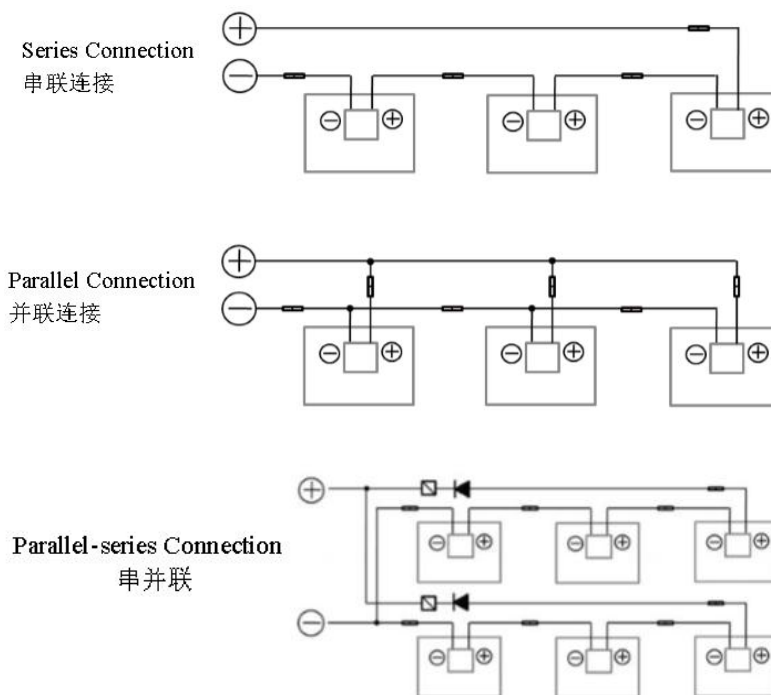 Series Connection
串联连接
Parallel Connection
并联连接
Parallel-series Connection
串并联